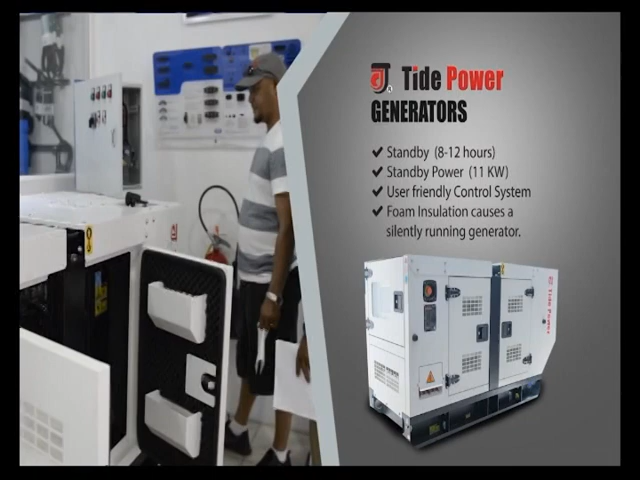 Tide Power
GENERATORS
✔ Standby (8-12 hours)
✔ Standby Power (11 KW)
✔ User friendly Control System
✔ Foam Insulation causes a
silently running generator.
Tide Power